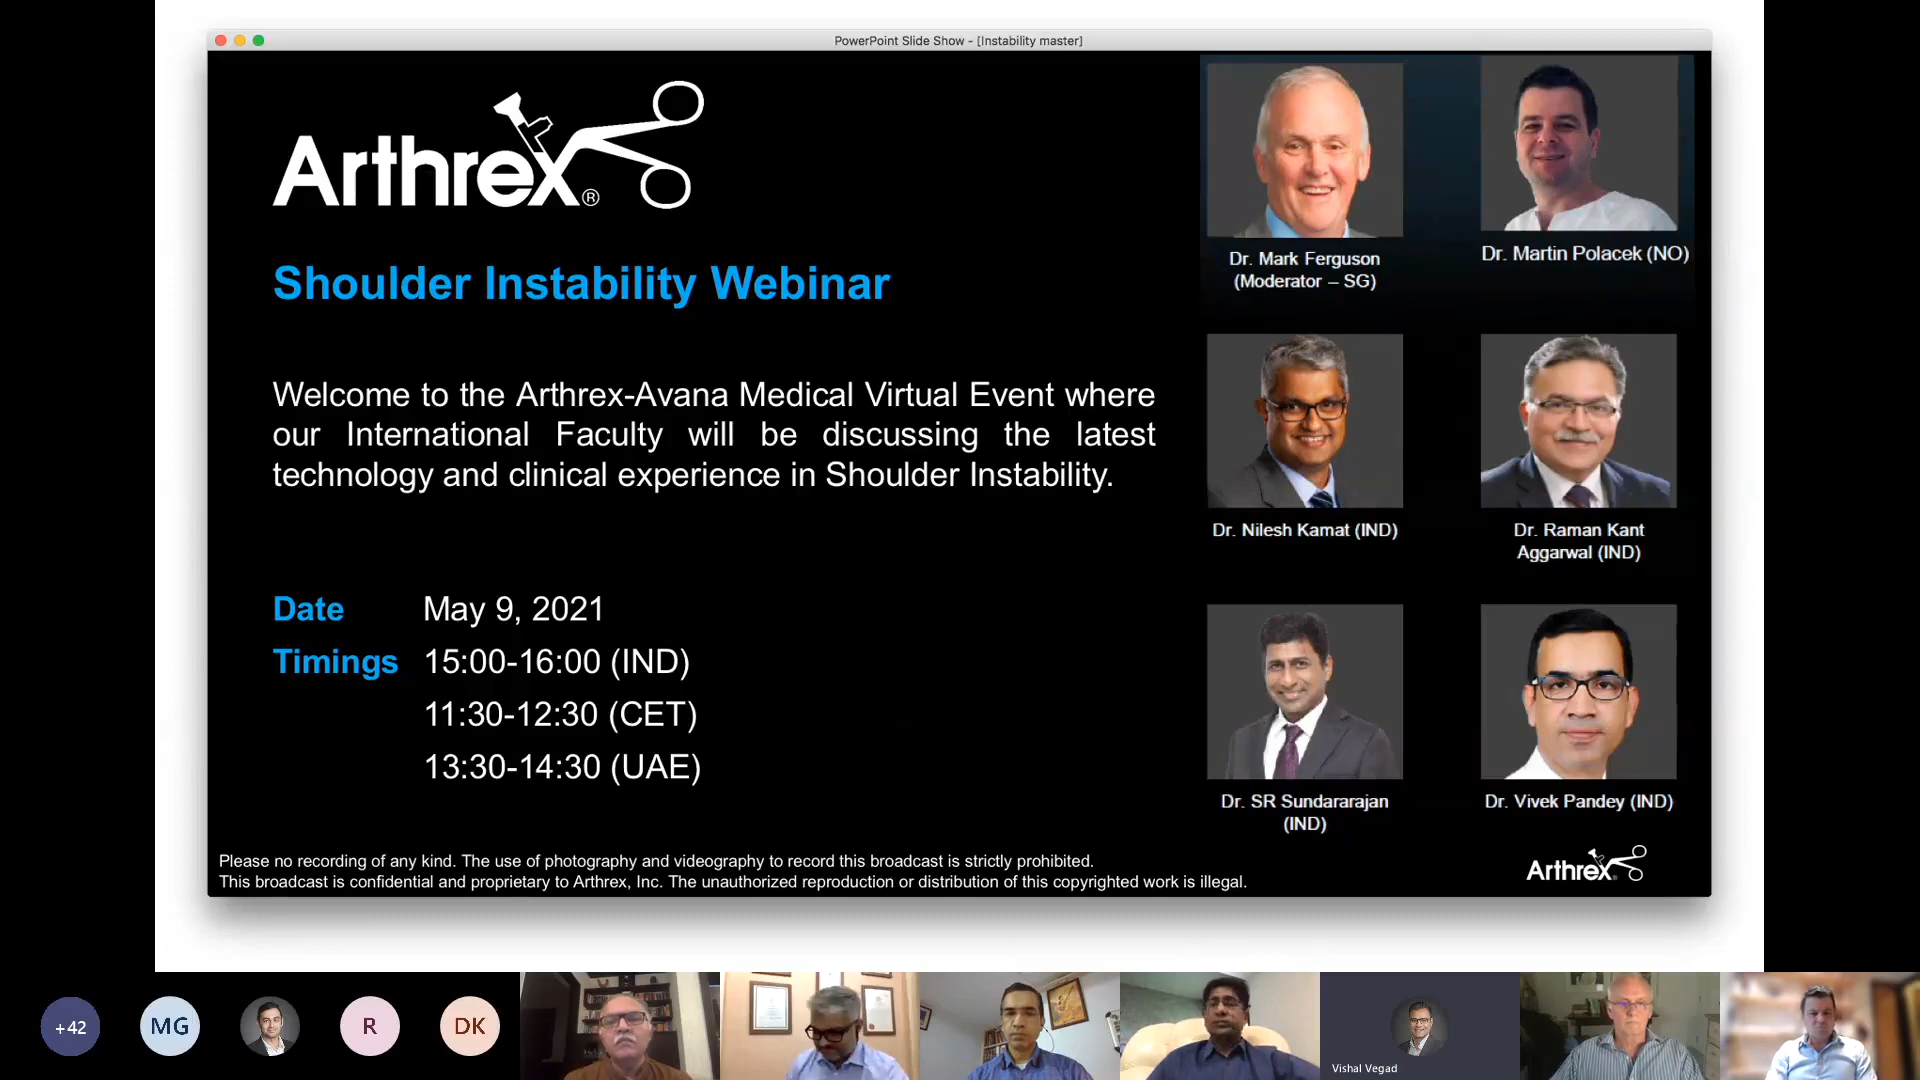 PowerPoint Slide Show - [Instability master]
Arthrex®
Shoulder Instability Webinar
Welcome to the Arthrex-Avana Medical Virtual Event where
our International Faculty will be discussing the latest
technology and clinical experience in Shoulder Instability.
Date May 9, 2021
Timings 15:00-16:00 (IND)
11:30-12:30 (CET)
13:30-14:30 (UAE)
Dr. Mark Ferguson
(Moderator – SG)
Dr. Martin Polacek (NO)
Dr. Nilesh Kamat (IND)
Dr. Raman Kant
Aggarwal (IND)
Dr. SR Sundararajan
(IND)
Dr. Vivek Pandey (IND)
Please no recording of any kind. The use of photography and videography to record this broadcast is strictly prohibited.
This broadcast is confidential and proprietary to Arthrex, Inc. The unauthorized reproduction or distribution of this copyrighted work is illegal.
Arthrex
+42
MG
R
DK
Vishal Vegad